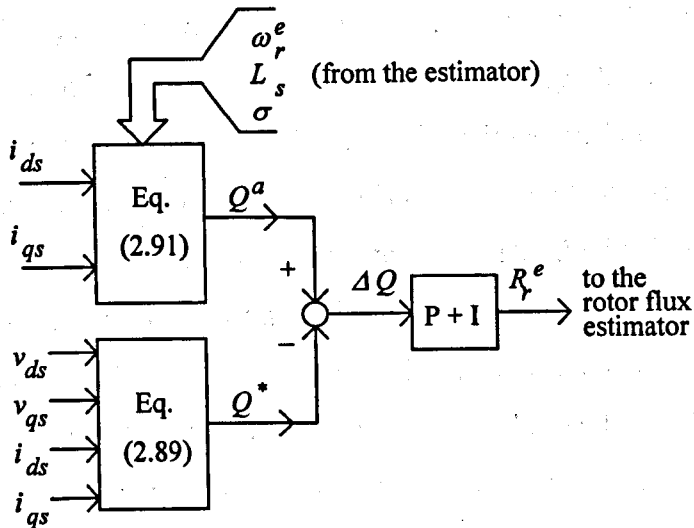 ω_r^e
L_s (from the estimator)
σ
i_ds
i_qs
Eq.
(2.91)
Q^a
+
ΔQ
P + I
R_r^e
to the
rotor flux
estimator
−
v_ds
v_qs
i_ds
i_qs
Eq.
(2.89)
Q^*